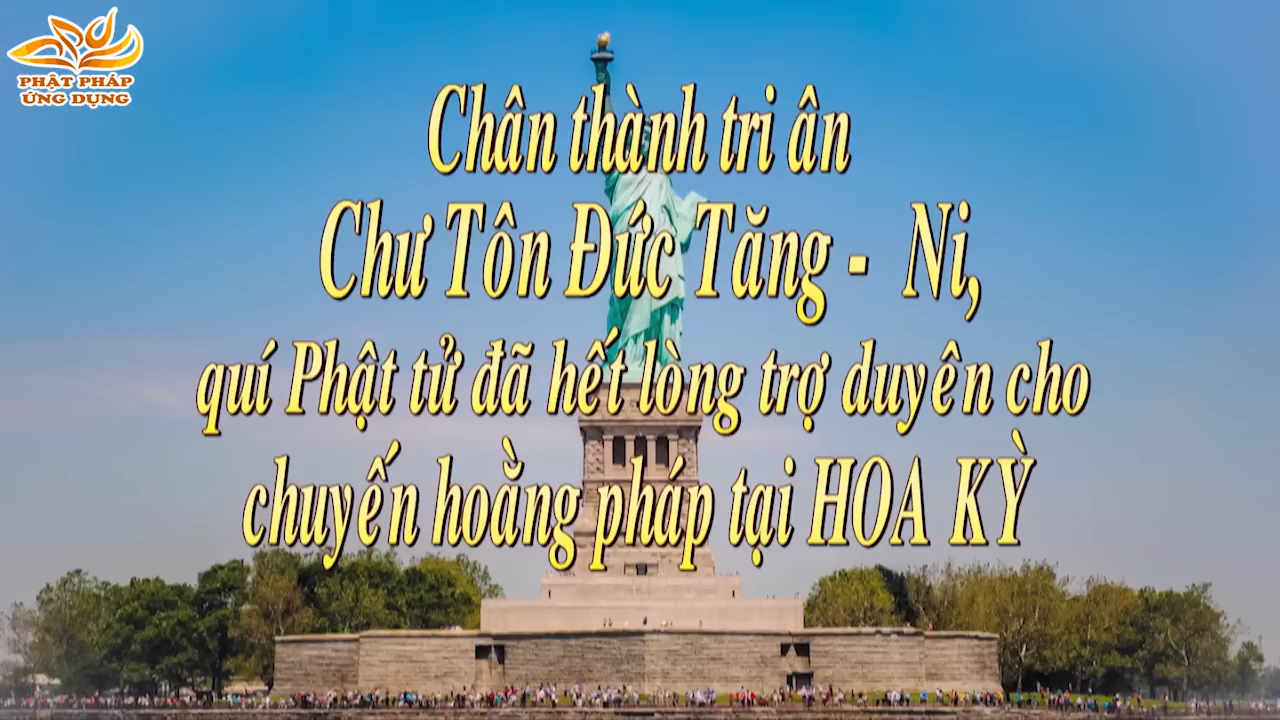 PHẬT PHÁP
ỨNG DỤNG
Chân thành tri ân
Chư Tôn Đức Tăng - Ni,
quí Phật tử đã hết lòng trợ duyên cho
chuyến hoằng pháp tại HOA KỲ